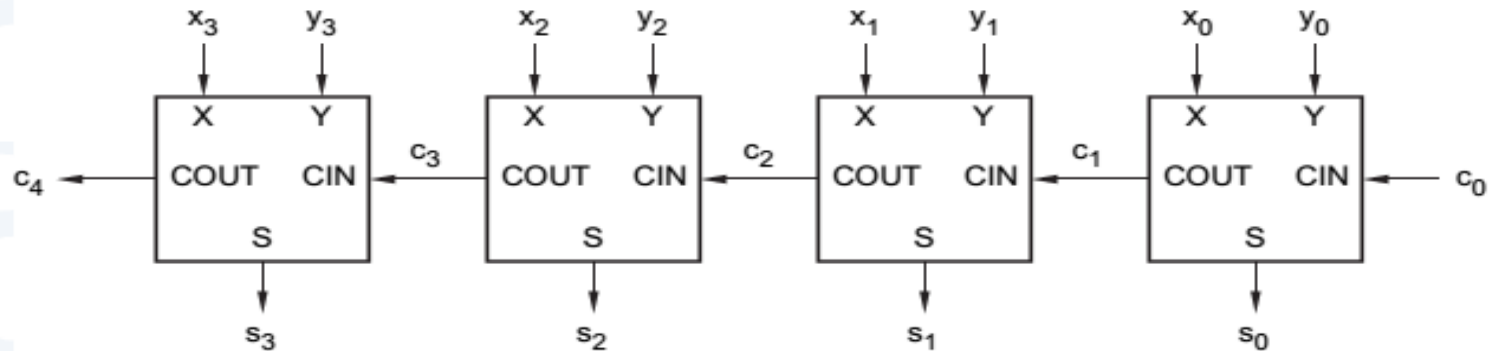 x3 y3 x2 y2 x1 y1 x0 y0
X Y X Y X Y X Y
c4 COUT CIN c3 COUT CIN c2 COUT CIN c1 COUT CIN c0
S S S S
s3 s2 s1 s0